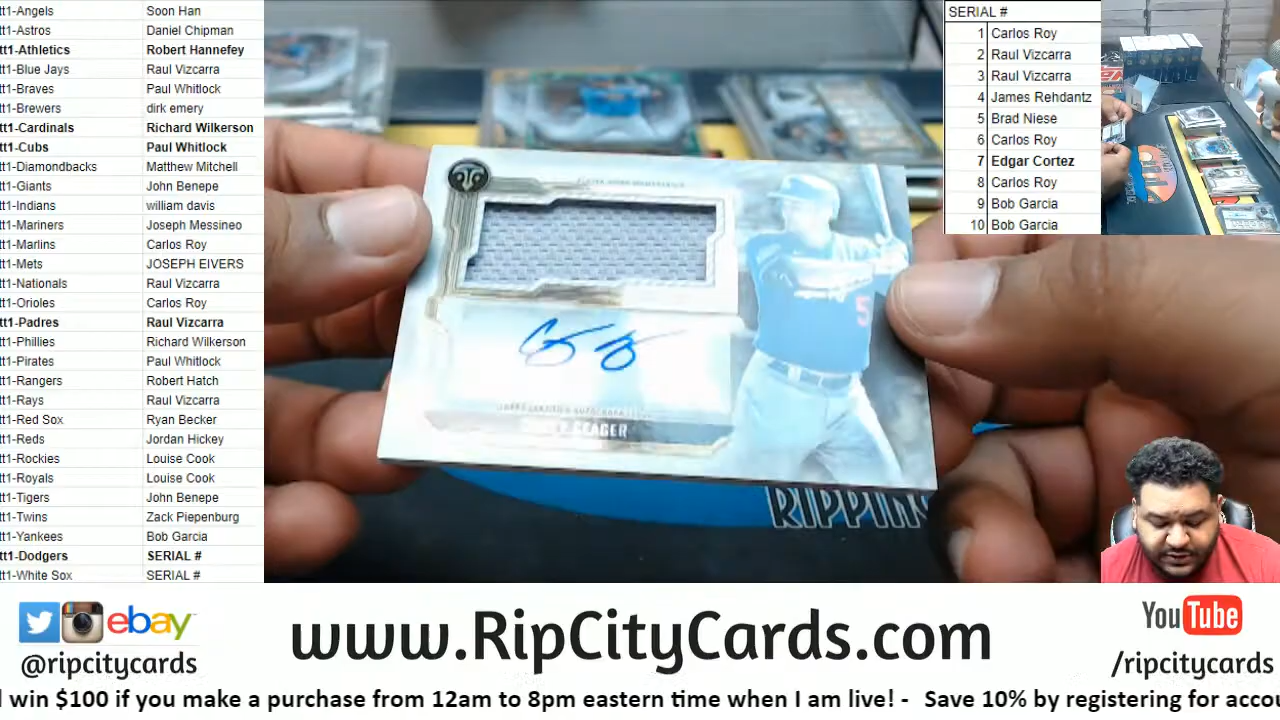 tt1-Angels Soon Han
tt1-Astros Daniel Chipman
tt1-Athletics Robert Hannefey
tt1-Blue Jays Raul Vizcarra
tt1-Braves Paul Whitlock
tt1-Brewers dirk emery
tt1-Cardinals Richard Wilkerson
tt1-Cubs Paul Whitlock
tt1-Diamondbacks Matthew Mitchell
tt1-Giants John Benepe
tt1-Indians william davis
tt1-Mariners Joseph Messineo
tt1-Marlins Carlos Roy
tt1-Mets JOSEPH EIVERS
tt1-Nationals Raul Vizcarra
tt1-Orioles Carlos Roy
tt1-Padres Raul Vizcarra
tt1-Phillies Richard Wilkerson
tt1-Pirates Paul Whitlock
tt1-Rangers Robert Hatch
tt1-Rays Raul Vizcarra
tt1-Red Sox Ryan Becker
tt1-Reds Jordan Hickey
tt1-Rockies Louise Cook
tt1-Royals Louise Cook
tt1-Tigers John Benepe
tt1-Twins Zack Piepenburg
tt1-Yankees Bob Garcia
tt1-Dodgers SERIAL #
tt1-White Sox SERIAL #
SERIAL #
1 Carlos Roy
2 Raul Vizcarra
3 Raul Vizcarra
4 James Rehdantz
5 Brad Niese
6 Carlos Roy
7 Edgar Cortez
8 Carlos Roy
9 Bob Garcia
10 Bob Garcia
5
SEAGER
RIPPIN
ebay
@ripcitycards
www.RipCityCards.com
YouTube
/ripcitycards
win $100 if you make a purchase from 12am to 8pm eastern time when I am live! - Save 10% by registering for accou